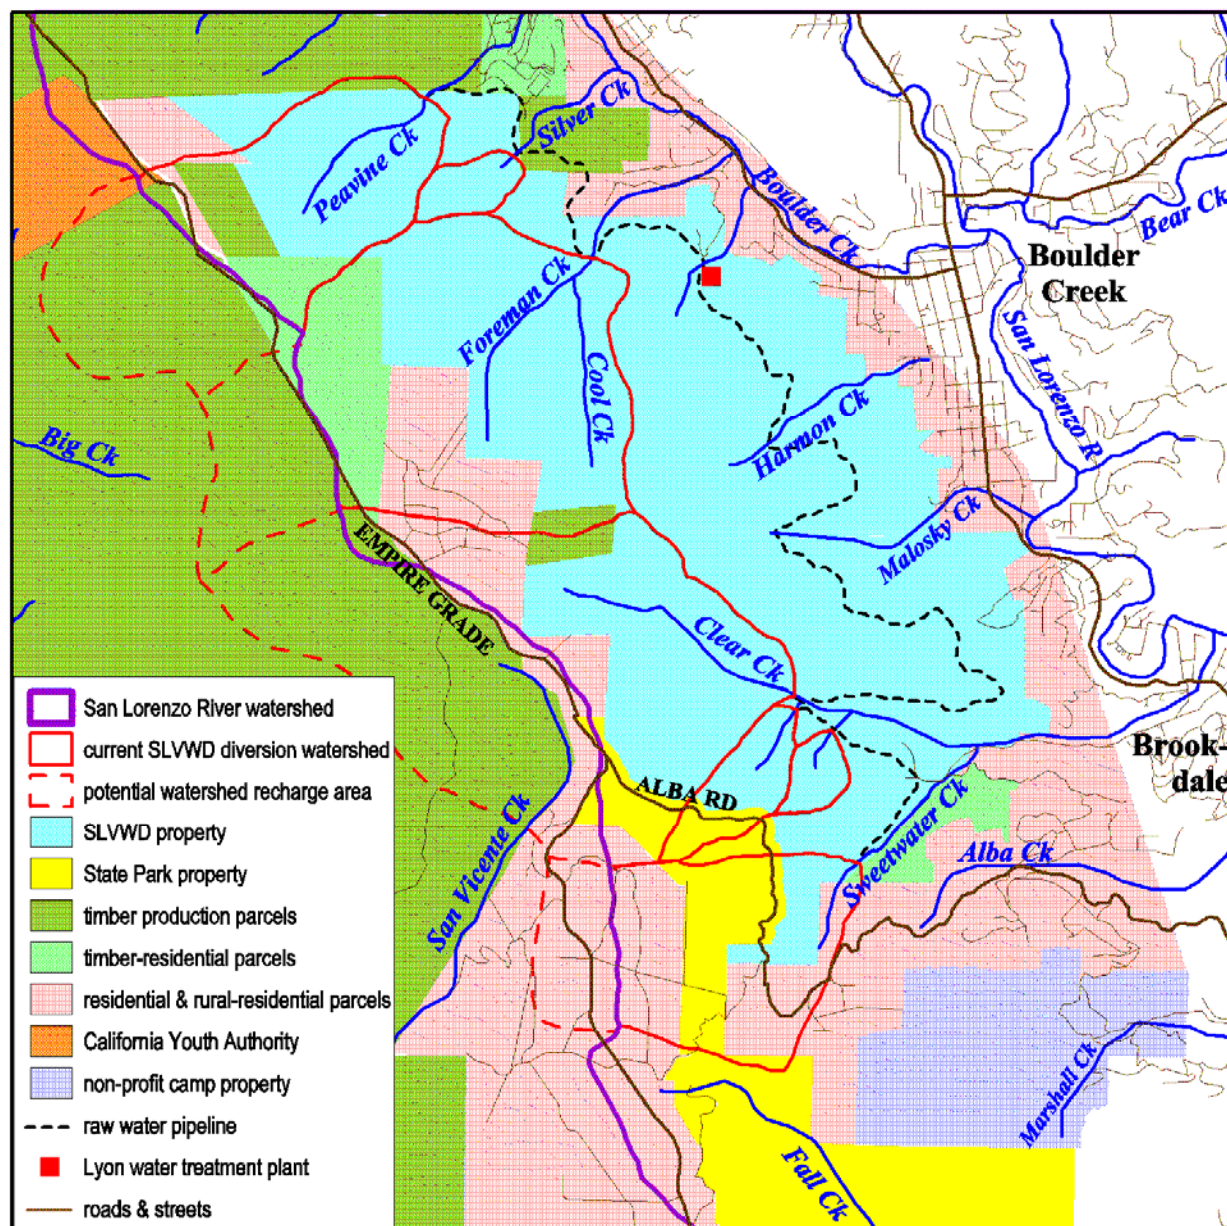 Peavine Ck
Silver Ck
Boulder Ck
Bear Ck
Boulder
Creek
San Lorenzo R
Foreman Ck
Cool Ck
Harmon Ck
Big Ck
Malosky Ck
EMPIRE GRADE
Clear Ck
Brook-
dale
ALBA RD
San Vicente Ck
Sweetwater Ck
Alba Ck
Marshall Ck
Fall Ck
San Lorenzo River watershed
current SLVWD diversion watershed
potential watershed recharge area
SLVWD property
State Park property
timber production parcels
timber-residential parcels
residential & rural-residential parcels
California Youth Authority
non-profit camp property
raw water pipeline
Lyon water treatment plant
roads & streets